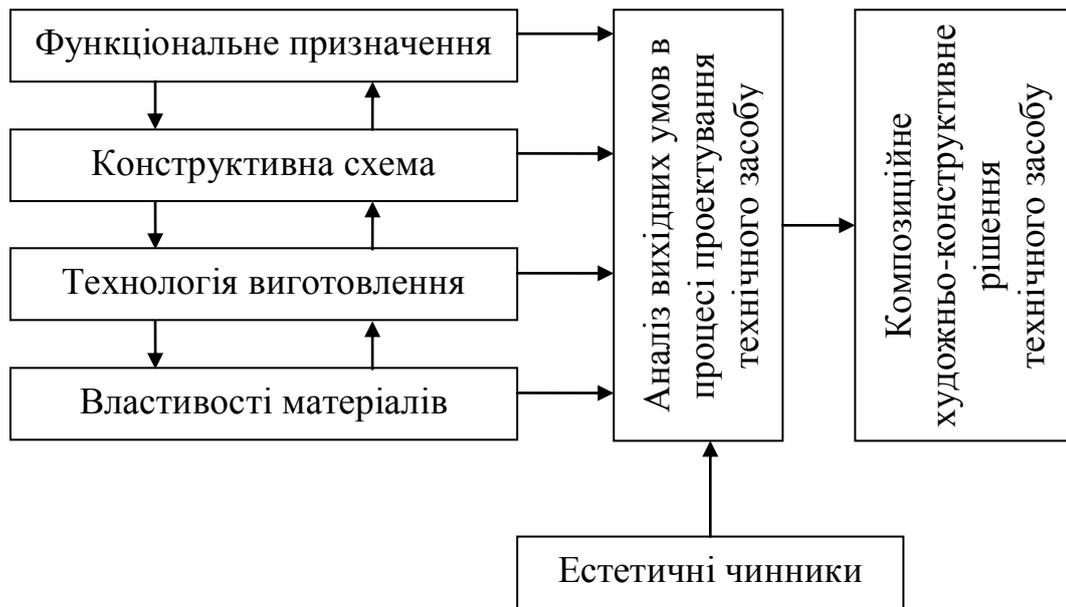 Функціональне призначення
Конструктивна схема
Технологія виготовлення
Властивості матеріалів
Аналіз вихідних умов в
процесі проектування
технічного засобу
Композиційне
художньо-конструктивне
рішення
технічного засобу
Естетичні чинники